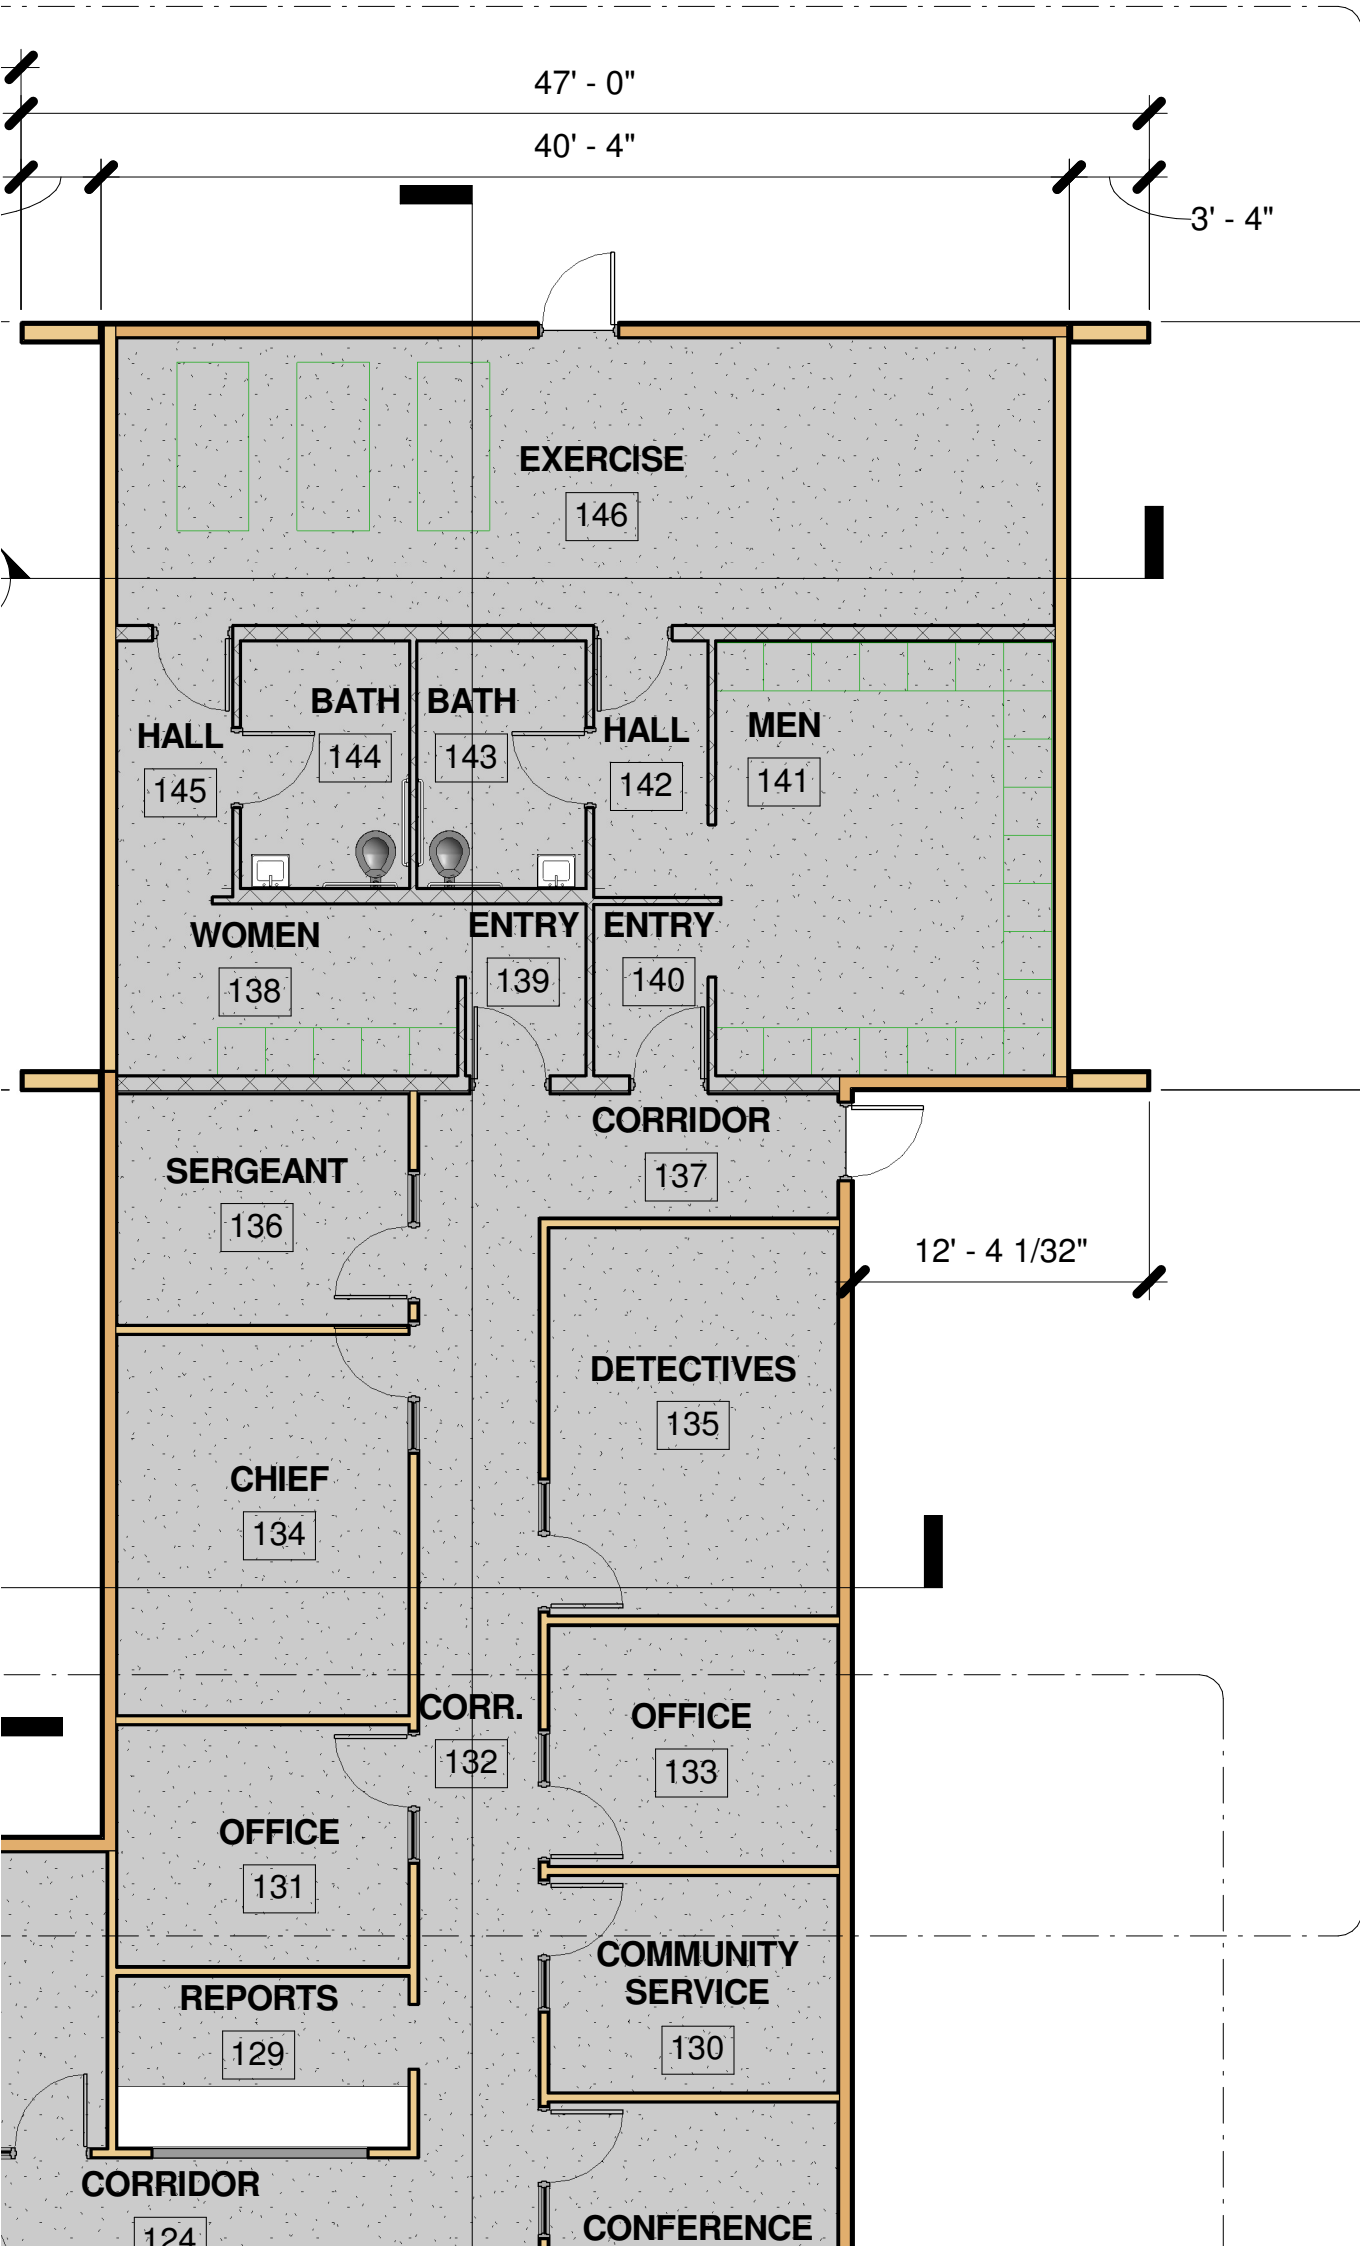 47' - 0"
40' - 4"
3' - 4"
EXERCISE
146
BATH
144
BATH
143
HALL
145
HALL
142
MEN
141
WOMEN
138
ENTRY
139
ENTRY
140
CORRIDOR
137
SERGEANT
136
12' - 4 1/32"
DETECTIVES
135
CHIEF
134
CORR.
132
OFFICE
133
OFFICE
131
COMMUNITY
SERVICE
130
REPORTS
129
CORRIDOR
124
CONFERENCE